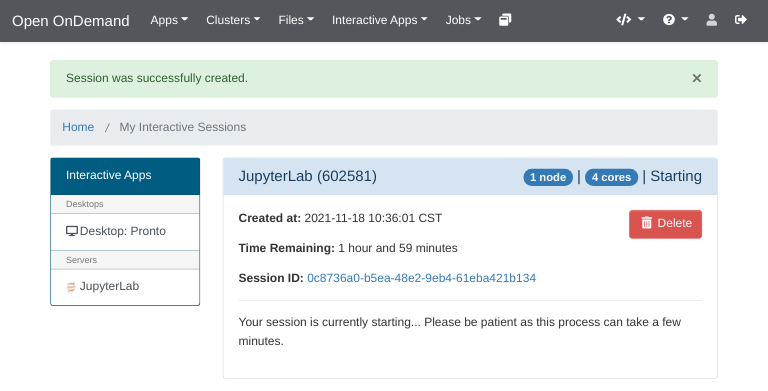 Open OnDemand Apps Clusters Files Interactive Apps Jobs
Session was successfully created. ×
Home / My Interactive Sessions
Interactive Apps
Desktops
Desktop: Pronto
Servers
JupyterLab
JupyterLab (602581) 1 node | 4 cores | Starting
Created at: 2021-11-18 10:36:01 CST
Delete
Time Remaining: 1 hour and 59 minutes
Session ID: 0c8736a0-b5ea-48e2-9eb4-61eba421b134
Your session is currently starting... Please be patient as this process can take a few
minutes.